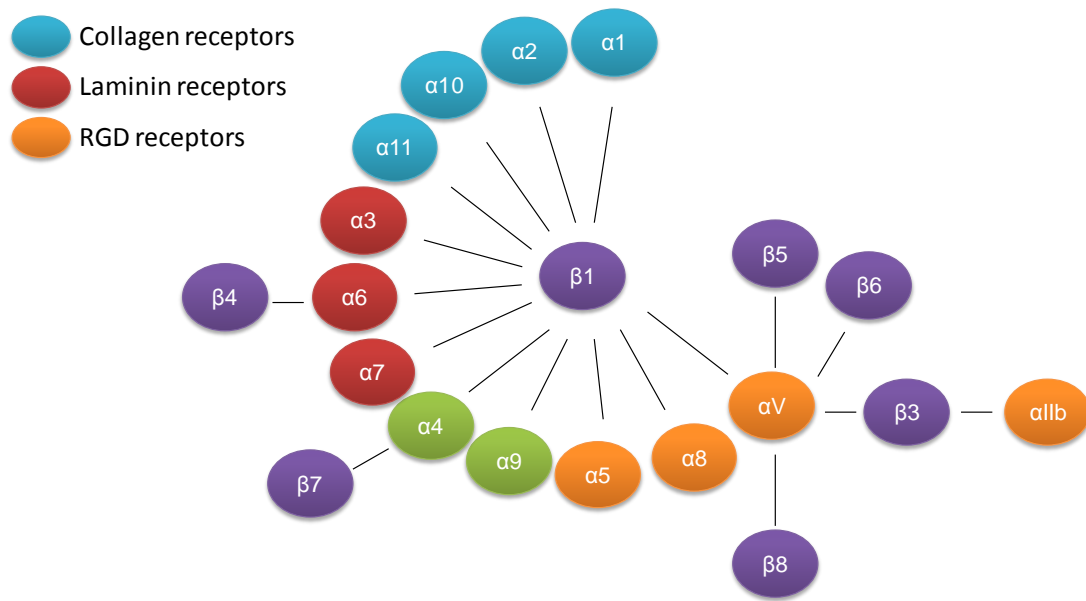 Collagen receptors
Laminin receptors
RGD receptors
α1
α2
α10
α11
α3
β1
β5
β6
β4
α6
α7
αV
β3
αIIb
α4
α9
α5
α8
β7
β8